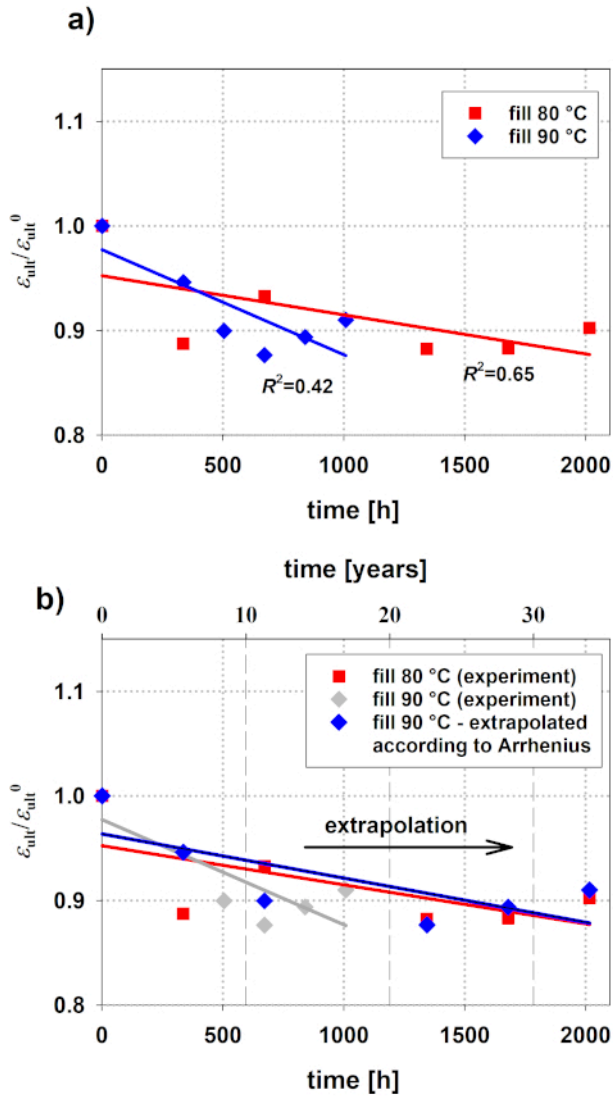 a)
1.1
1.0
0.9
0.8
εult/εult0
fill 80 °C
fill 90 °C
R2=0.42
R2=0.65
0 500 1000 1500 2000
time [h]
time [years]
b)
0 10 20 30
1.1
1.0
0.9
0.8
εult/εult0
fill 80 °C (experiment)
fill 90 °C (experiment)
fill 90 °C - extrapolated
according to Arrhenius
extrapolation
0 500 1000 1500 2000
time [h]